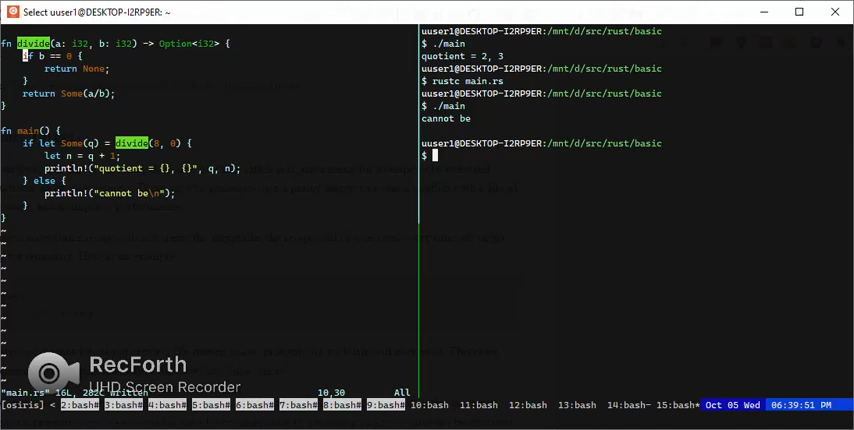 Select uuser1@DESKTOP-I2RP9ER: ~
fn divide(a: i32, b: i32) -> Option<i32> {
if b == 0 {
return None;
}
return Some(a/b);
}
fn main() {
if let Some(q) = divide(8, 0) {
let n = q + 1;
println!("quotient = {}, {}", q, n);
} else {
println!("cannot be\n");
}
}
~
~
~
~
~
~
~
~
~
~
~
~
~
"main.rs" 16L, 282C written 10,30 All
uuser1@DESKTOP-I2RP9ER:/mnt/d/src/rust/basic
$ ./main
quotient = 2, 3
uuser1@DESKTOP-I2RP9ER:/mnt/d/src/rust/basic
$ rustc main.rs
uuser1@DESKTOP-I2RP9ER:/mnt/d/src/rust/basic
$ ./main
cannot be
uuser1@DESKTOP-I2RP9ER:/mnt/d/src/rust/basic
$
RecForth
UHD Screen Recorder
[osiris] < 2:bash# 3:bash# 4:bash# 5:bash# 6:bash# 7:bash# 8:bash# 9:bash# 10:bash 11:bash 12:bash 13:bash 14:bash- 15:bash* Oct 05 Wed 06:39:51 PM